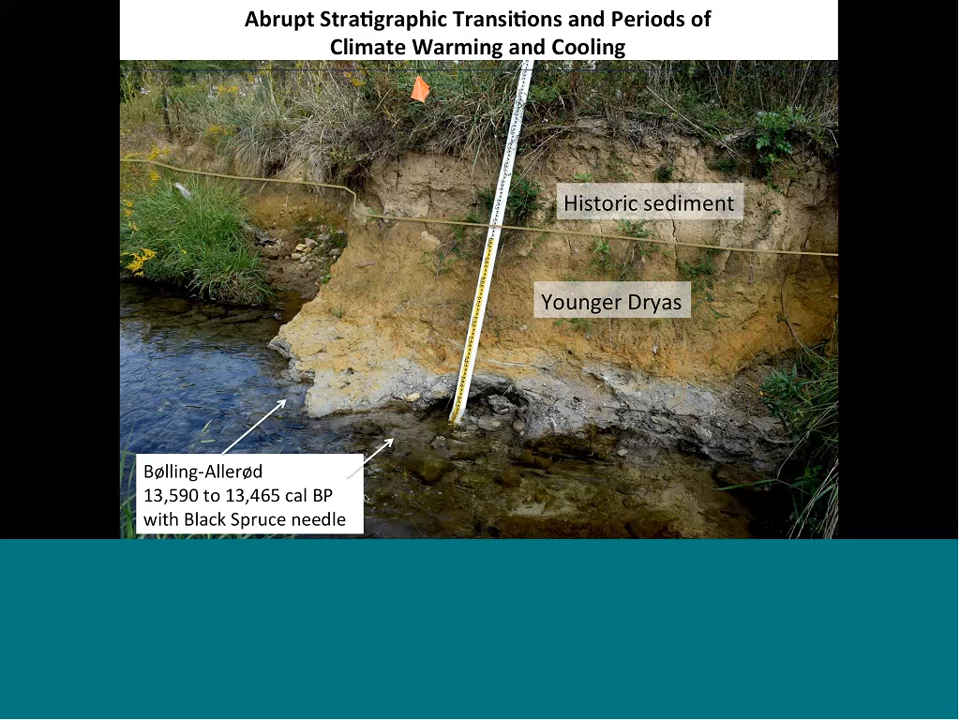 Abrupt Stratigraphic Transitions and Periods of
Climate Warming and Cooling
Historic sediment
Younger Dryas
Bølling-Allerød
13,590 to 13,465 cal BP
with Black Spruce needle